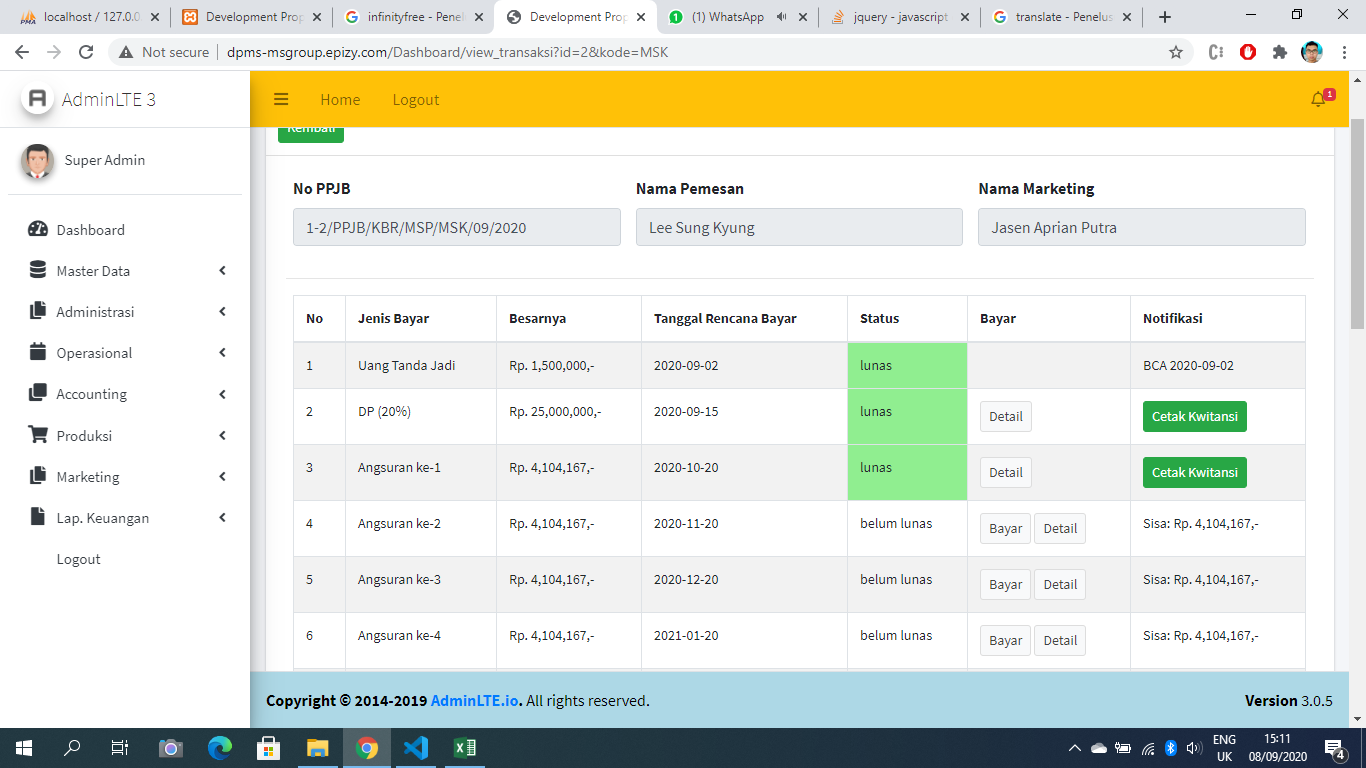 localhost / 127.0.0
Development Prop
infinityfree - Penel
Development Prop
(1) WhatsApp
jquery - javascript
translate - Penelus
Not secure
dpms-msgroup.epizy.com/Dashboard/view_transaksi?id=2&kode=MSK
AdminLTE 3
Home
Logout
1
Super Admin
Kembali
Dashboard
Master Data
Administrasi
Operasional
Accounting
Produksi
Marketing
Lap. Keuangan
Logout
No PPJB
Nama Pemesan
Nama Marketing
1-2/PPJB/KBR/MSP/MSK/09/2020
Lee Sung Kyung
Jasen Aprian Putra
No Jenis Bayar Besarnya Tanggal Rencana Bayar Status Bayar Notifikasi
1 Uang Tanda Jadi Rp. 1,500,000,- 2020-09-02 lunas BCA 2020-09-02
2 DP (20%) Rp. 25,000,000,- 2020-09-15 lunas Detail Cetak Kwitansi
3 Angsuran ke-1 Rp. 4,104,167,- 2020-10-20 lunas Detail Cetak Kwitansi
4 Angsuran ke-2 Rp. 4,104,167,- 2020-11-20 belum lunas Bayar Detail Sisa: Rp. 4,104,167,-
5 Angsuran ke-3 Rp. 4,104,167,- 2020-12-20 belum lunas Bayar Detail Sisa: Rp. 4,104,167,-
6 Angsuran ke-4 Rp. 4,104,167,- 2021-01-20 belum lunas Bayar Detail Sisa: Rp. 4,104,167,-
Copyright © 2014-2019 AdminLTE.io. All rights reserved.
Version 3.0.5
ENG
UK
15:11
08/09/2020
4